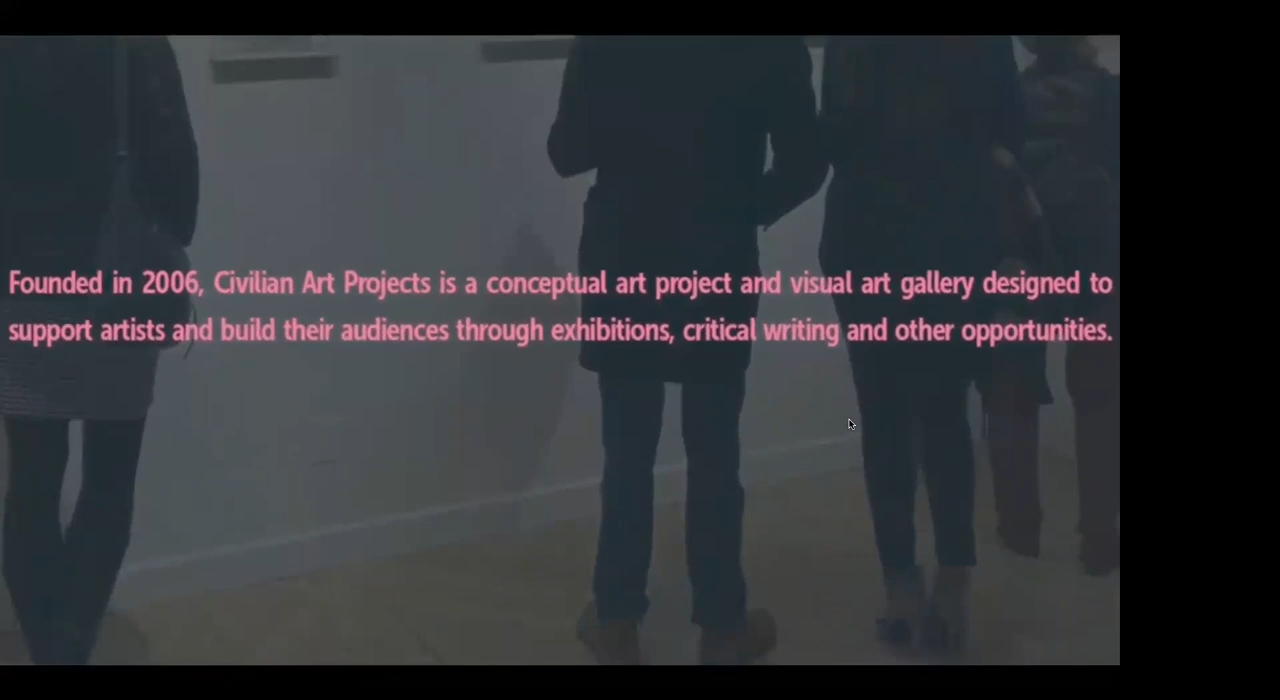 Founded in 2006, Civilian Art Projects is a conceptual art project and visual art gallery designed to
support artists and build their audiences through exhibitions, critical writing and other opportunities.